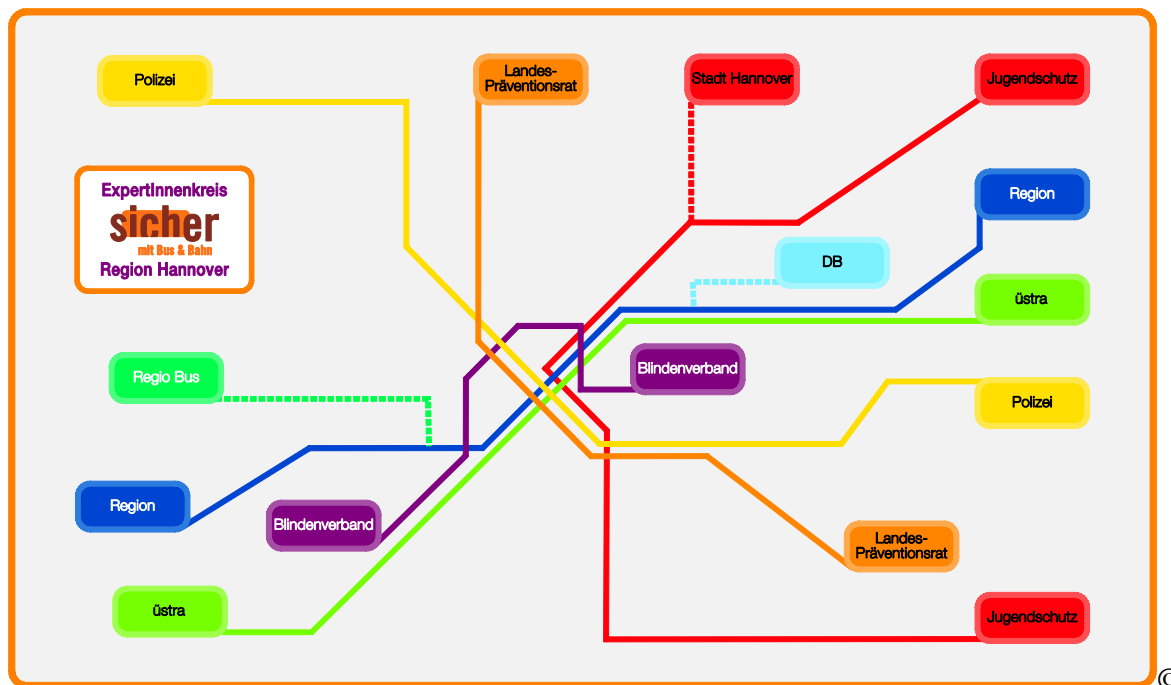 Polizei
Landes-
Präventionsrat
Stadt Hannover
Jugendschutz
ExpertInnenkreis
sicher
mit Bus & Bahn
Region Hannover
Region
DB
üstra
Regio Bus
Blindenverband
Polizei
Region
Blindenverband
Landes-
Präventionsrat
üstra
Jugendschutz
©